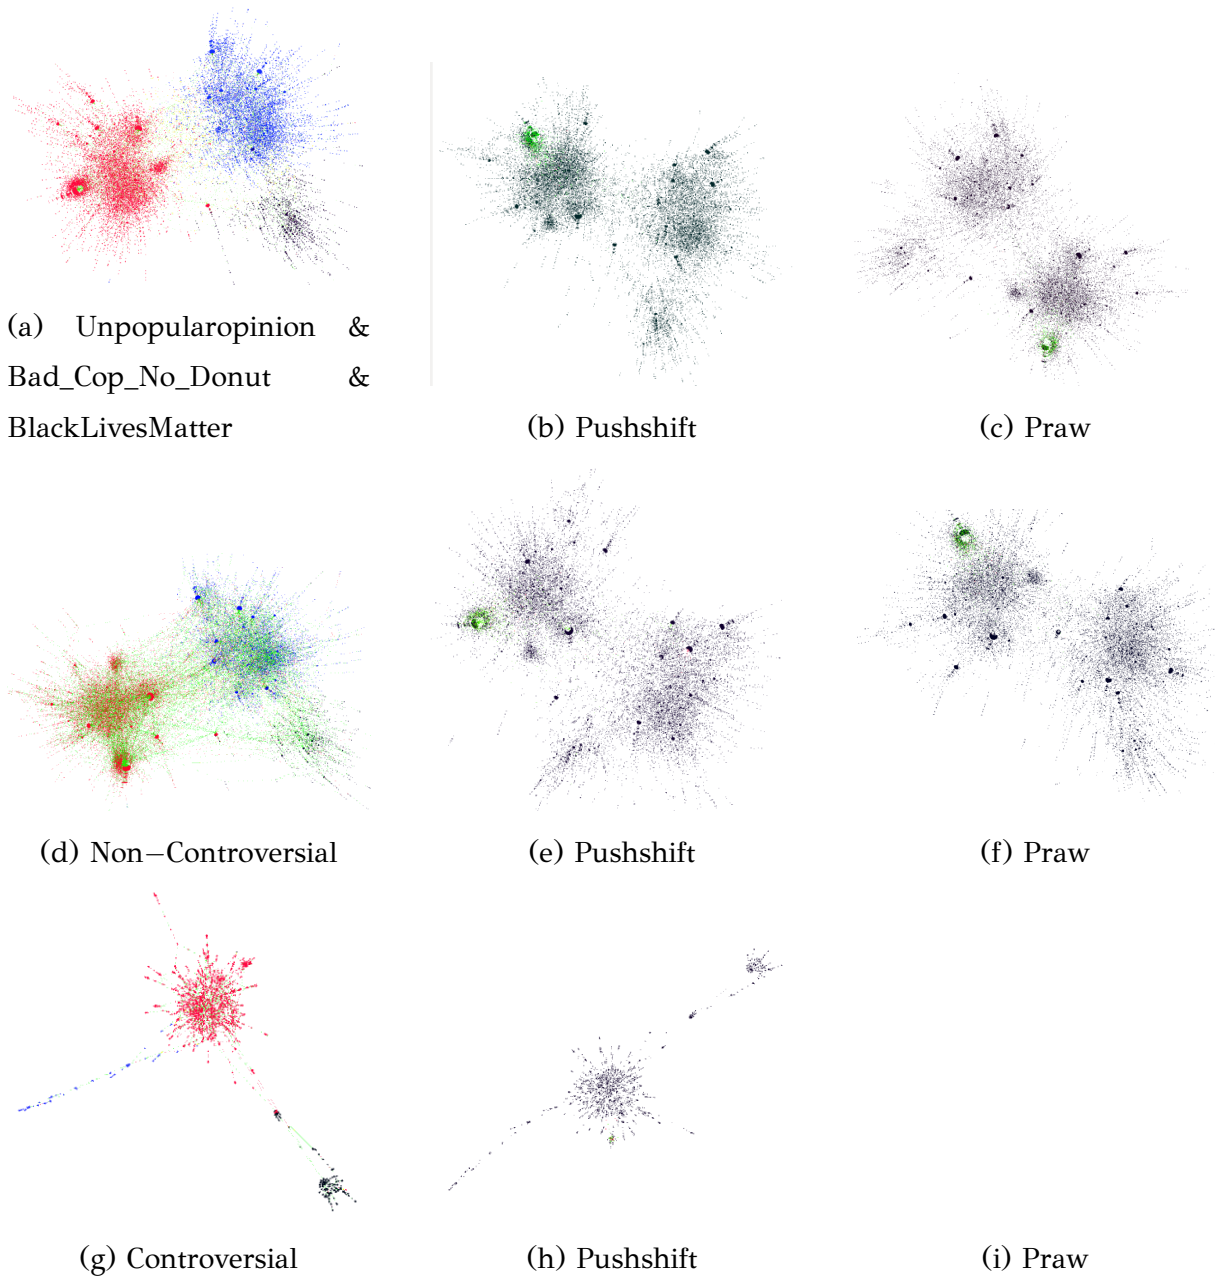 (a) Unpopularopinion &
Bad_Cop_No_Donut &
BlackLivesMatter
(b) Pushshift
(c) Praw
(d) Non−Controversial
(e) Pushshift
(f) Praw
(g) Controversial
(h) Pushshift
(i) Praw